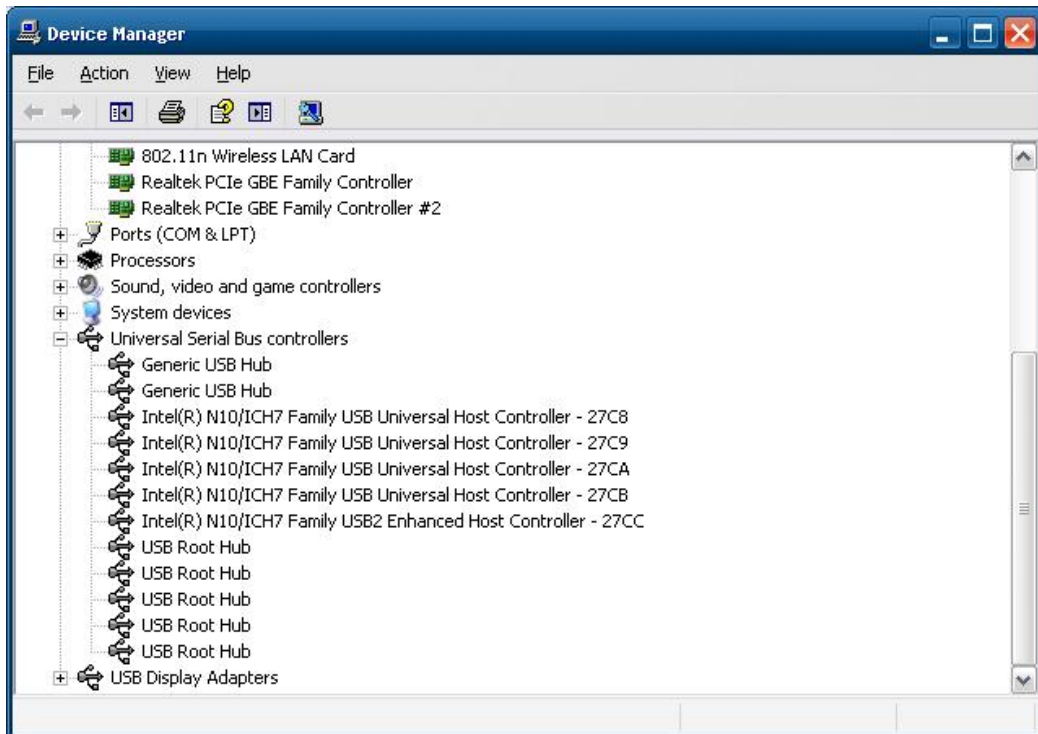 Device Manager
File Action View Help
802.11n Wireless LAN Card
Realtek PCIe GBE Family Controller
Realtek PCIe GBE Family Controller #2
Ports (COM & LPT)
Processors
Sound, video and game controllers
System devices
Universal Serial Bus controllers
Generic USB Hub
Generic USB Hub
Intel(R) N10/ICH7 Family USB Universal Host Controller - 27C8
Intel(R) N10/ICH7 Family USB Universal Host Controller - 27C9
Intel(R) N10/ICH7 Family USB Universal Host Controller - 27CA
Intel(R) N10/ICH7 Family USB Universal Host Controller - 27CB
Intel(R) N10/ICH7 Family USB2 Enhanced Host Controller - 27CC
USB Root Hub
USB Root Hub
USB Root Hub
USB Root Hub
USB Root Hub
USB Display Adapters